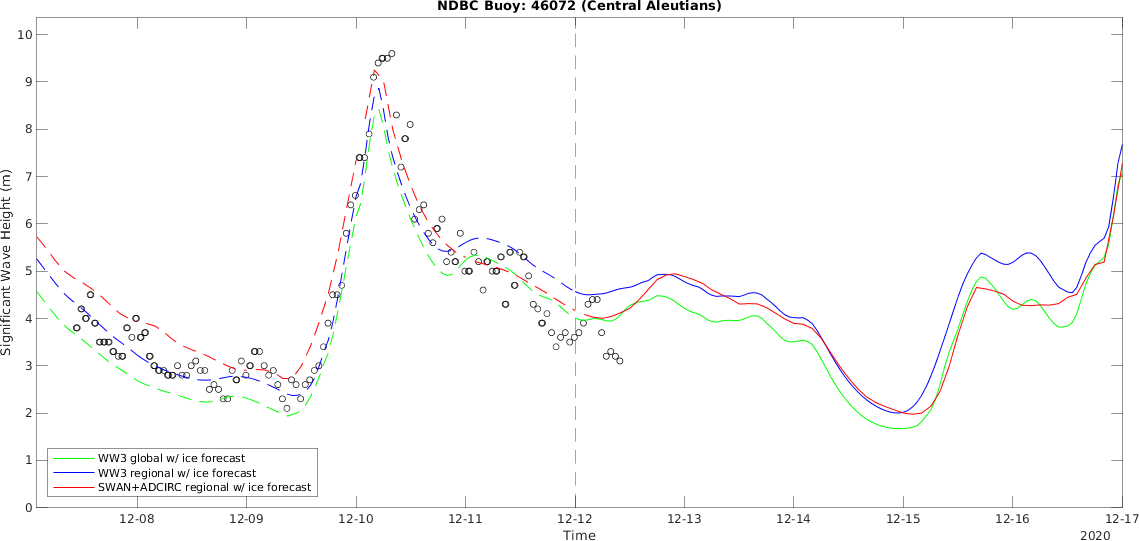 NDBC Buoy: 46072 (Central Aleutians)
Significant Wave Height (m)
10
9
8
7
6
5
4
3
2
1
0
WW3 global w/ ice forecast
WW3 regional w/ ice forecast
SWAN+ADCIRC regional w/ ice forecast
12-08 12-09 12-10 12-11 12-12 12-13 12-14 12-15 12-16 12-17
Time
2020